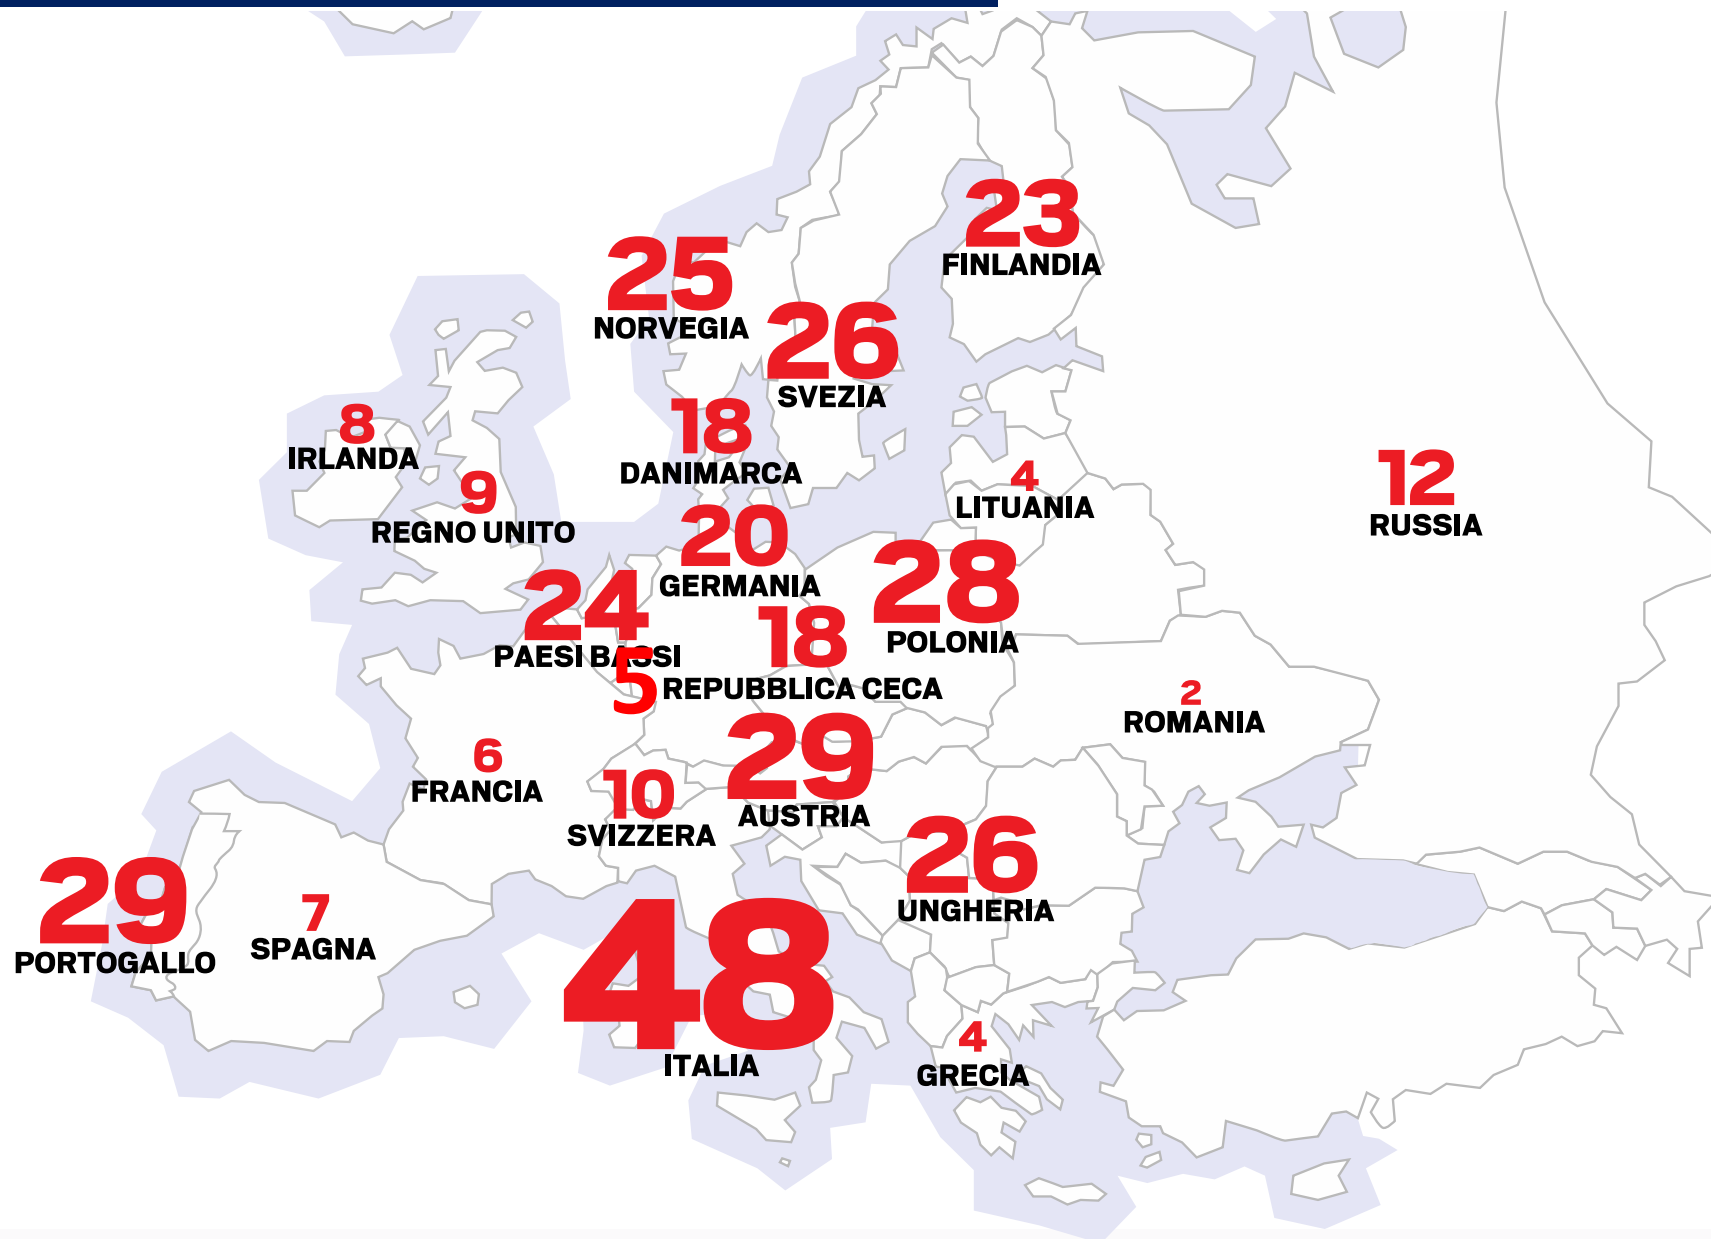 23
FINLANDIA
25
NORVEGIA
26
SVEZIA
18
DANIMARCA
8
IRLANDA
9
REGNO UNITO
4
LITUANIA
12
RUSSIA
20
GERMANIA
28
POLONIA
24
PAESI BASSI
5
18
REPUBBLICA CECA
2
ROMANIA
29
AUSTRIA
6
FRANCIA
10
SVIZZERA
26
UNGHERIA
29
PORTOGALLO
7
SPAGNA
48
ITALIA
4
GRECIA